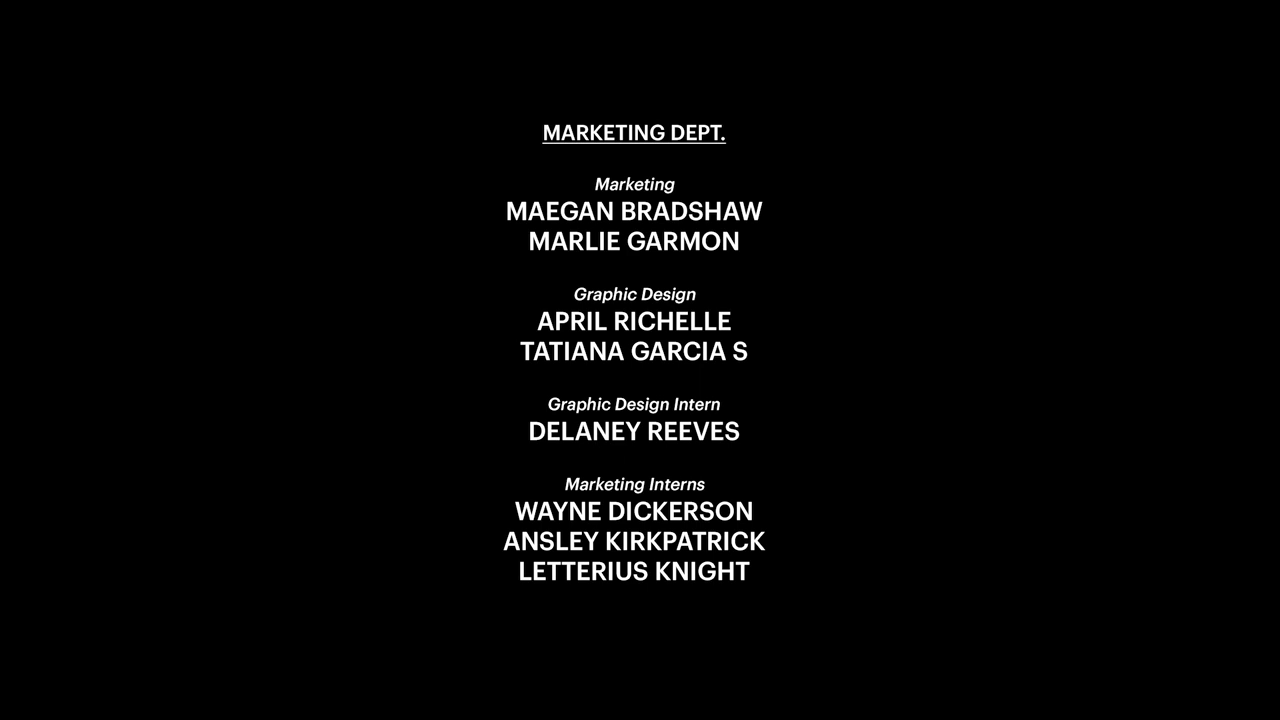 MARKETING DEPT.
Marketing
MAEGAN BRADSHAW
MARLIE GARMON
Graphic Design
APRIL RICHELLE
TATIANA GARCIA S
Graphic Design Intern
DELANEY REEVES
Marketing Interns
WAYNE DICKERSON
ANSLEY KIRKPATRICK
LETTERIUS KNIGHT